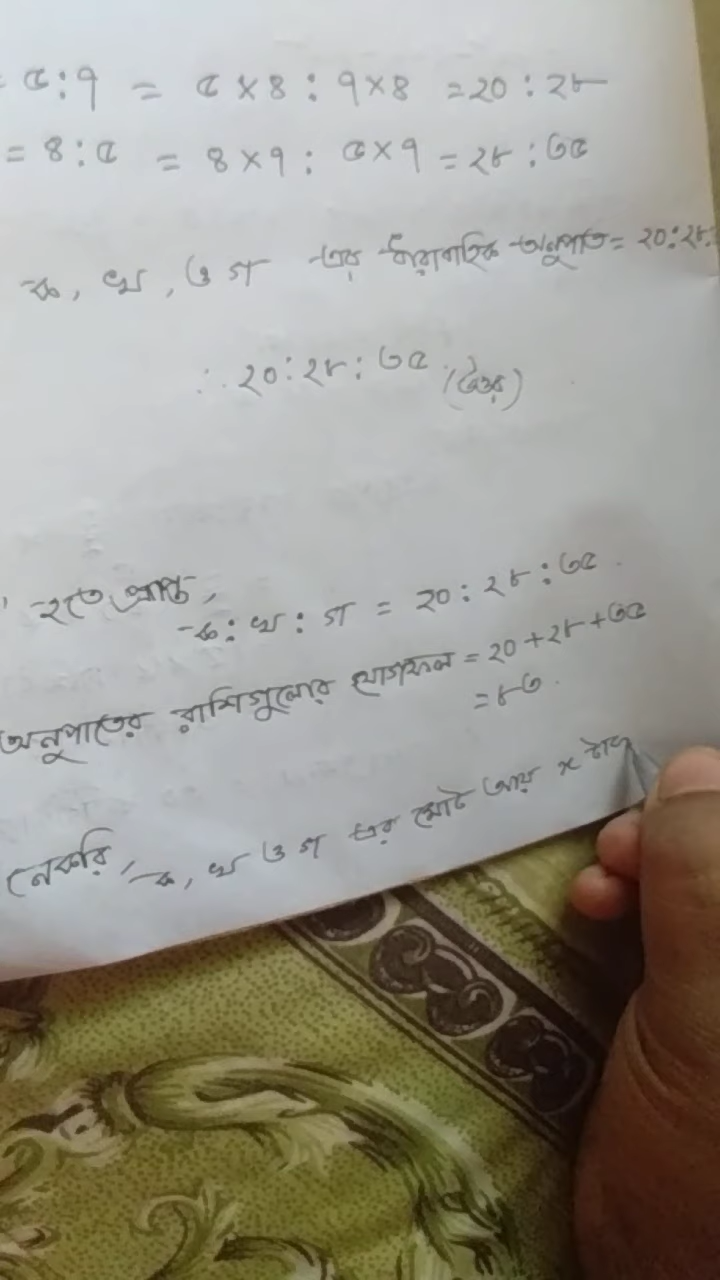 ৫:৭ = ৫×৪ : ৭×৪ = ২০ : ২৮
= ৪:৫ = ৪×৭ : ৫×৭ = ২৮ : ৩৫
ক, খ, ও গ এর ধারাবাহিক অনুপাত = ২০:২৮:
∴ ২০:২৮:৩৫ (উত্তর)
হতে প্রাপ্ত,
ক:খ:গ = ২০:২৮:৩৫
অনুপাতের রাশিগুলোর যোগফল = ২০+২৮+৩৫
= ৮৩
নেকরি, ক, খ ও গ এর মোট আয় x